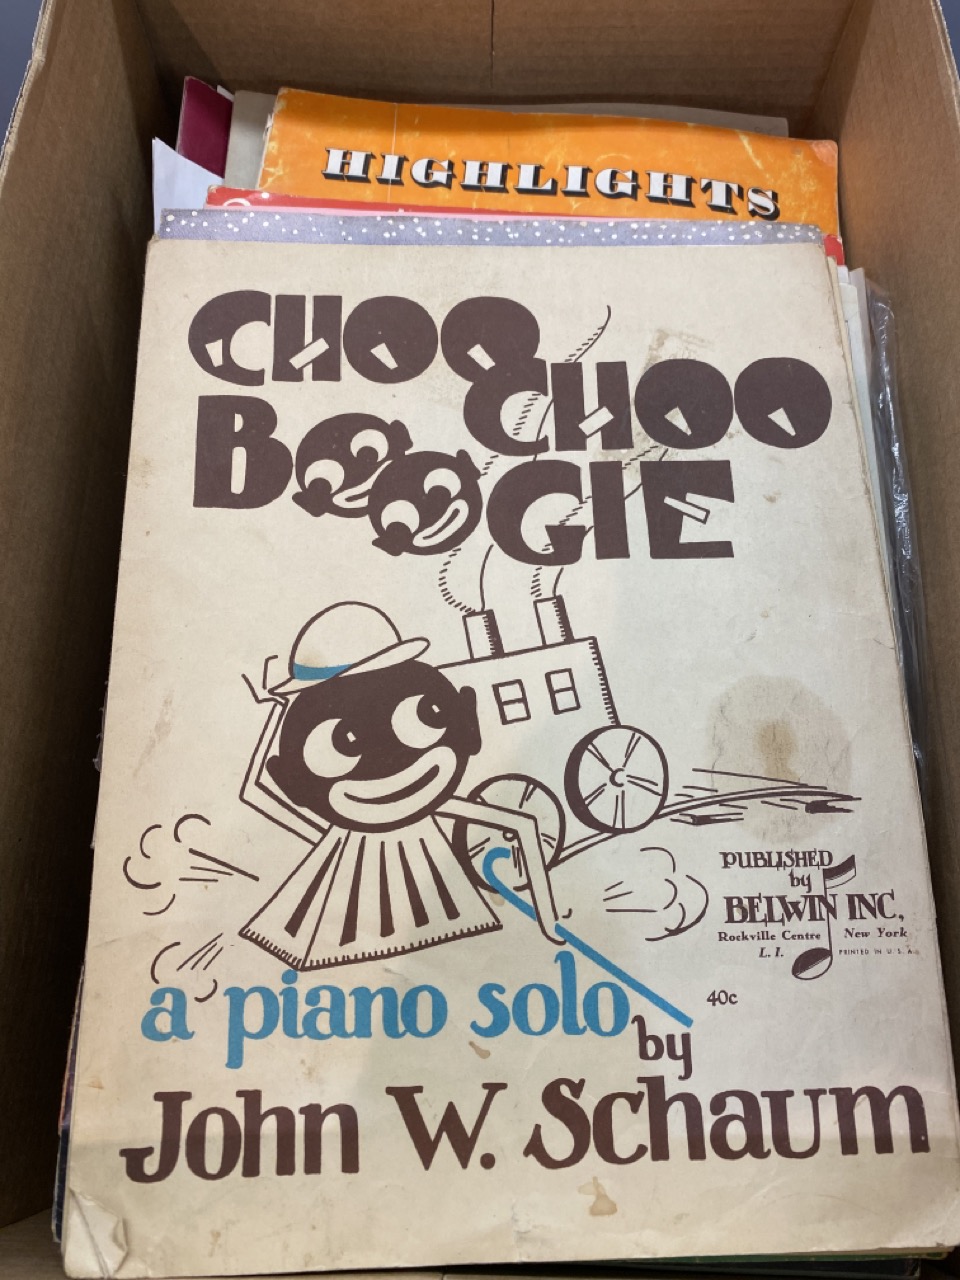 HIGHLIGHTS
CHOO
CHOO
BOOGIE
PUBLISHED
by
BELWIN INC,
Rockville Centre New York
L. I. PRINTED IN U. S. A.
40c
a piano solo
by
John W. Schaum